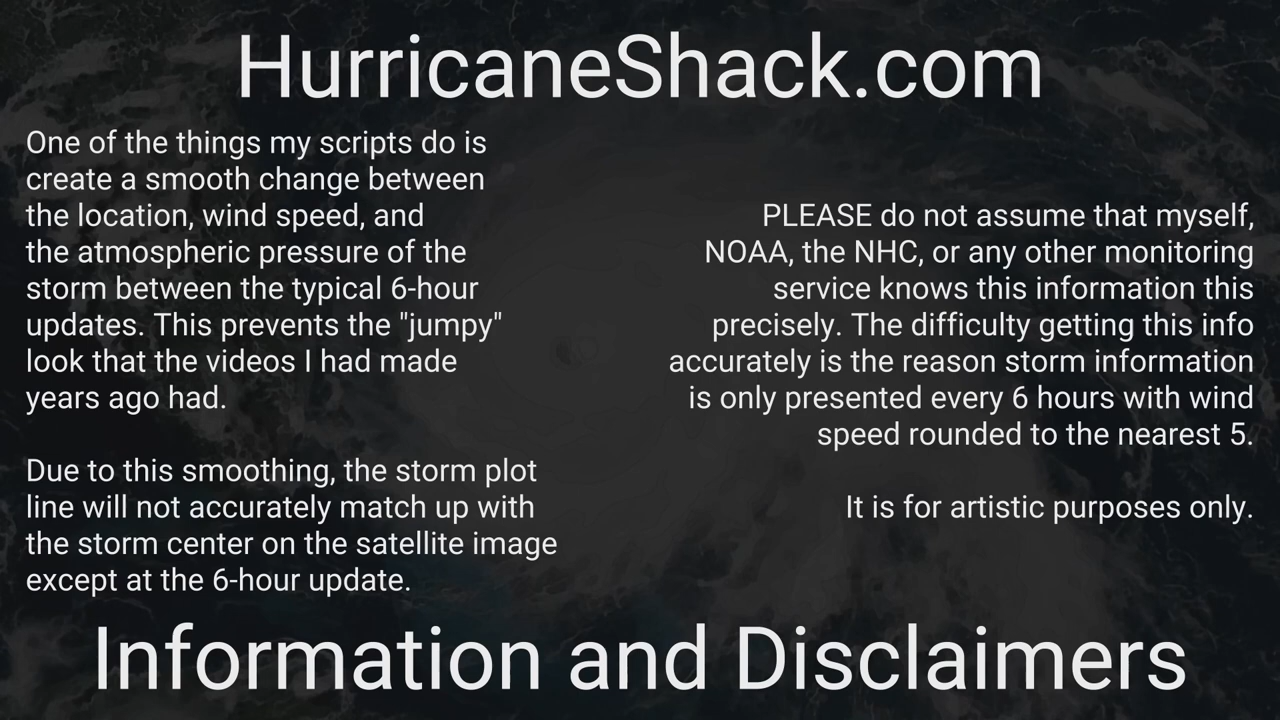 HurricaneShack.com
One of the things my scripts do is
create a smooth change between
the location, wind speed, and
the atmospheric pressure of the
storm between the typical 6-hour
updates. This prevents the "jumpy"
look that the videos I had made
years ago had.
Due to this smoothing, the storm plot
line will not accurately match up with
the storm center on the satellite image
except at the 6-hour update.
PLEASE do not assume that myself,
NOAA, the NHC, or any other monitoring
service knows this information this
precisely. The difficulty getting this info
accurately is the reason storm information
is only presented every 6 hours with wind
speed rounded to the nearest 5.
It is for artistic purposes only.
Information and Disclaimers